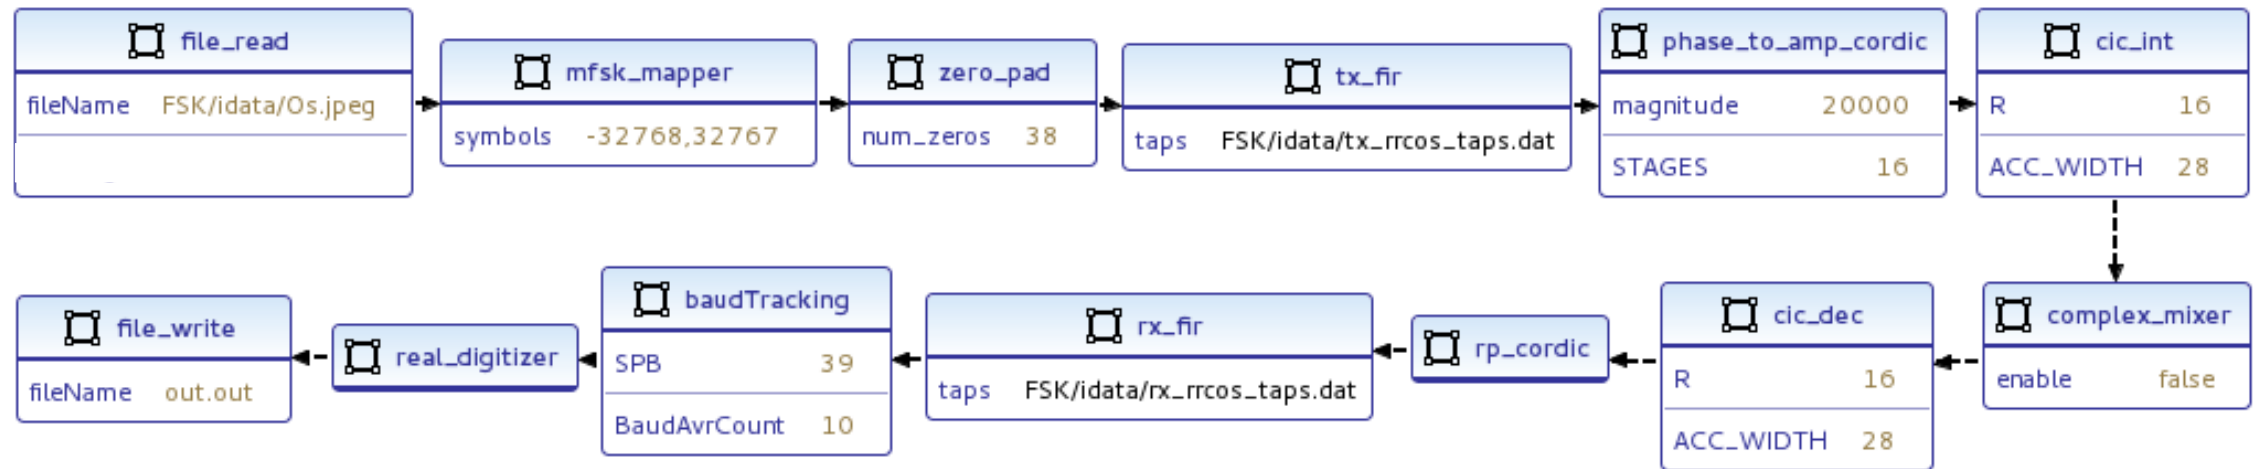 file_read
fileName FSK/idata/Os.jpeg
mfsk_mapper
symbols -32768,32767
zero_pad
num_zeros 38
tx_fir
taps FSK/idata/tx_rrcos_taps.dat
phase_to_amp_cordic
magnitude 20000
STAGES 16
cic_int
R 16
ACC_WIDTH 28
complex_mixer
enable false
cic_dec
R 16
ACC_WIDTH 28
rp_cordic
rx_fir
taps FSK/idata/rx_rrcos_taps.dat
baudTracking
SPB 39
BaudAvrCount 10
real_digitizer
file_write
fileName out.out